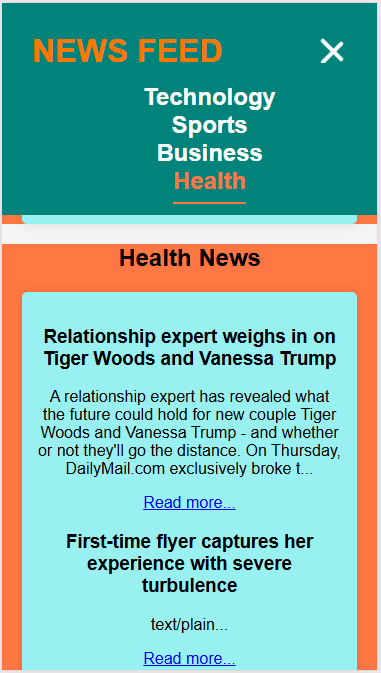 NEWS FEED
Technology
Sports
Business
Health
Health News
Relationship expert weighs in on
Tiger Woods and Vanessa Trump
A relationship expert has revealed what
the future could hold for new couple Tiger
Woods and Vanessa Trump - and whether
or not they'll go the distance. On Thursday,
DailyMail.com exclusively broke t...
Read more...
First-time flyer captures her
experience with severe
turbulence
text/plain...
Read more...